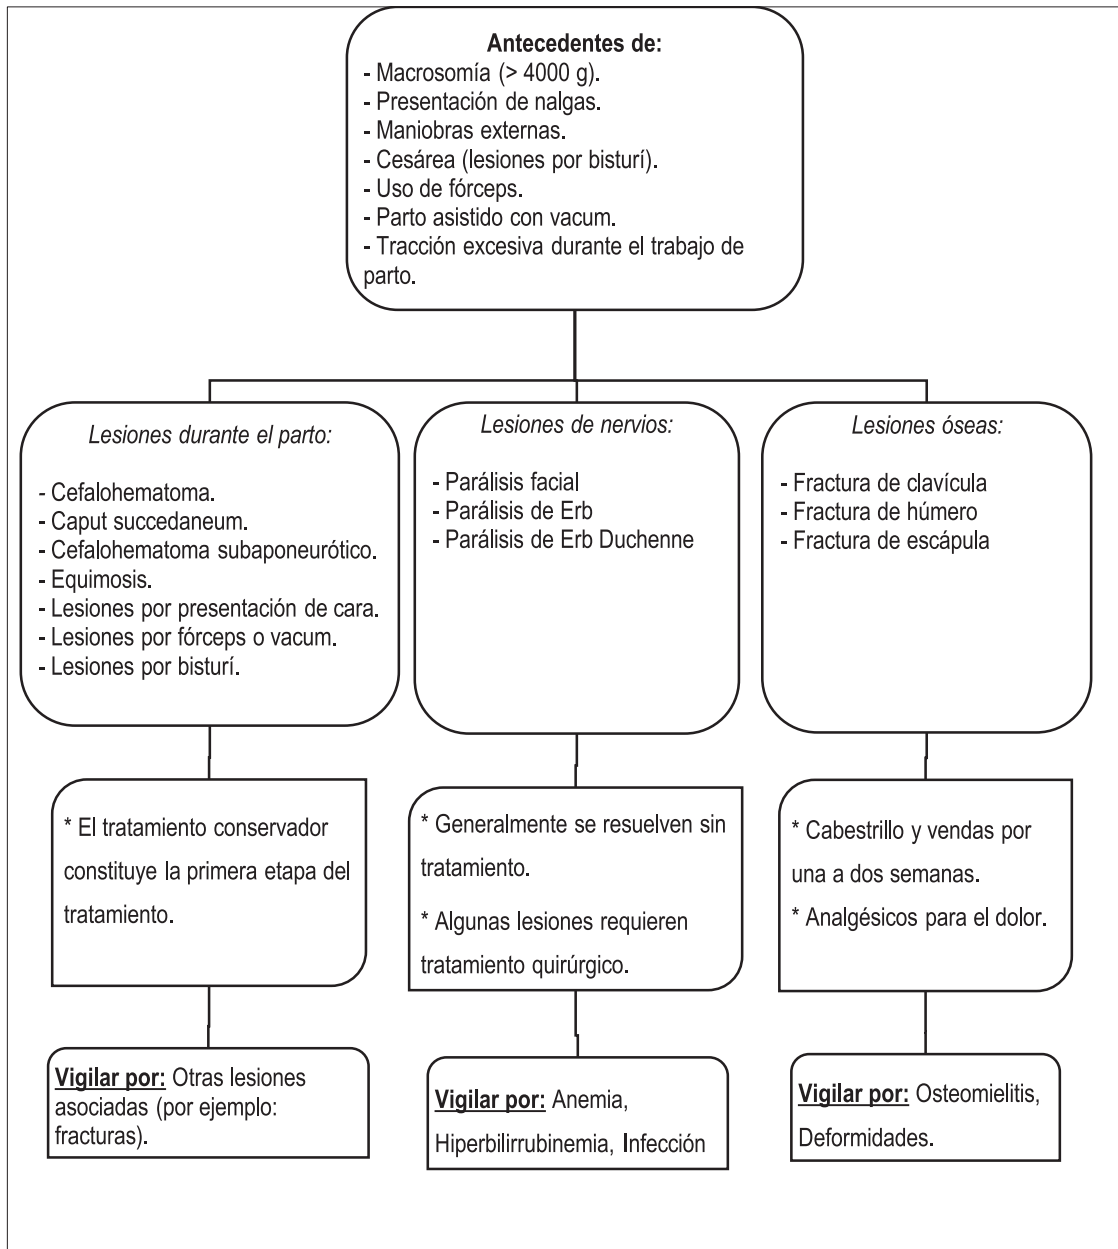 Antecedentes de:
- Macrosomía (> 4000 g).
- Presentación de nalgas.
- Maniobras externas.
- Cesárea (lesiones por bisturí).
- Uso de fórceps.
- Parto asistido con vacum.
- Tracción excesiva durante el trabajo de
parto.
Lesiones durante el parto:
- Cefalohematoma.
- Caput succedaneum.
- Cefalohematoma subaponeurótico.
- Equimosis.
- Lesiones por presentación de cara.
- Lesiones por fórceps o vacum.
- Lesiones por bisturí.
Lesiones de nervios:
- Parálisis facial
- Parálisis de Erb
- Parálisis de Erb Duchenne
Lesiones óseas:
- Fractura de clavícula
- Fractura de húmero
- Fractura de escápula
* El tratamiento conservador
constituye la primera etapa del
tratamiento.
* Generalmente se resuelven sin
tratamiento.
* Algunas lesiones requieren
tratamiento quirúrgico.
* Cabestrillo y vendas por
una a dos semanas.
* Analgésicos para el dolor.
Vigilar por: Otras lesiones
asociadas (por ejemplo:
fracturas).
Vigilar por: Anemia,
Hiperbilirrubinemia, Infección
Vigilar por: Osteomielitis,
Deformidades.